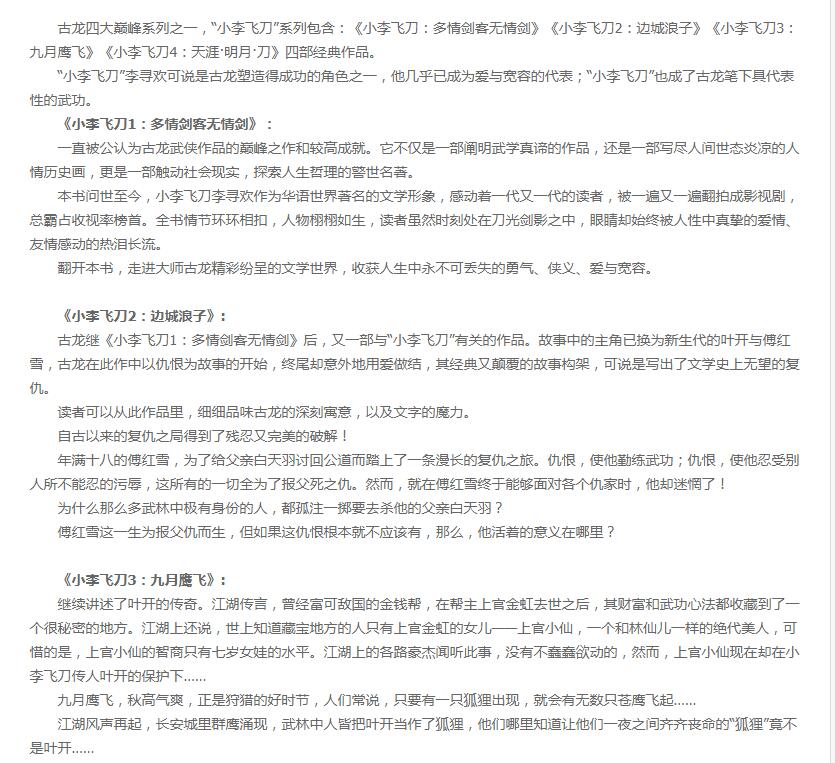 古龙四大巅峰系列之一，“小李飞刀”系列包含：《小李飞刀：多情剑客无情剑》《小李飞刀2：边城浪子》《小李飞刀3：
九月鹰飞》《小李飞刀4：天涯·明月·刀》四部经典作品。
“小李飞刀”李寻欢可说是古龙塑造得成功的角色之一，他几乎已成为爱与宽容的代表；“小李飞刀”也成了古龙笔下具代表
性的武功。
《小李飞刀1：多情剑客无情剑》：
一直被公认为古龙武侠作品的巅峰之作和较高成就。它不仅是一部阐明武学真谛的作品，还是一部写尽人间世态炎凉的人
情历史画，更是一部触动社会现实，探索人生哲理的警世名著。
本书问世至今，小李飞刀李寻欢作为华语世界著名的文学形象，感动着一代又一代的读者，被一遍又一遍翻拍成影视剧，
总霸占收视率榜首。全书情节环环相扣，人物栩栩如生，读者虽然时刻处在刀光剑影之中，眼睛却始终被人性中真挚的爱情、
友情感动的热泪长流。
翻开本书，走进大师古龙精彩纷呈的文学世界，收获人生中永不可丢失的勇气、侠义、爱与宽容。
《小李飞刀2：边城浪子》：
古龙继《小李飞刀1：多情剑客无情剑》后，又一部与“小李飞刀”有关的作品。故事中的主角已换为新生代的叶开与傅红
雪，古龙在此作中以仇恨为故事的开始，终尾却意外地用爱做结，其经典又颠覆的故事构架，可说是写出了文学史上无望的复
仇。
读者可以从此作品里，细细品味古龙的深刻寓意，以及文字的魔力。
自古以来的复仇之局得到了残忍又完美的破解！
年满十八的傅红雪，为了给父亲白天羽讨回公道而踏上了一条漫长的复仇之旅。仇恨，使他勤练武功；仇恨，使他忍受别
人所不能忍的污辱，这所有的一切全为了报父死之仇。然而，就在傅红雪终于能够面对各个仇家时，他却迷惘了！
为什么那么多武林中极有身份的人，都孤注一掷要去杀他的父亲白天羽？
傅红雪这一生为报父仇而生，但如果这仇恨根本就不应该有，那么，他活着的意义在哪里？
《小李飞刀3：九月鹰飞》：
继续讲述了叶开的传奇。江湖传言，曾经富可敌国的金钱帮，在帮主上官金虹去世之后，其财富和武功心法都收藏到了一
个很秘密的地方。江湖上还说，世上知道藏宝地方的人只有上官金虹的女儿——上官小仙，一个和林仙儿一样的绝代美人，可
惜的是，上官小仙的智商只有七岁女娃的水平。江湖上的各路豪杰闻听此事，没有不蠢蠢欲动的，然而，上官小仙现在却在小
李飞刀传人叶开的保护下......
九月鹰飞，秋高气爽，正是狩猎的好时节，人们常说，只要有一只狐狸出现，就会有无数只苍鹰飞起......
江湖风声再起，长安城里群鹰涌现，武林中人皆把叶开当作了狐狸，他们哪里知道让他们一夜之间齐齐丧命的“狐狸”竟不
是叶开......